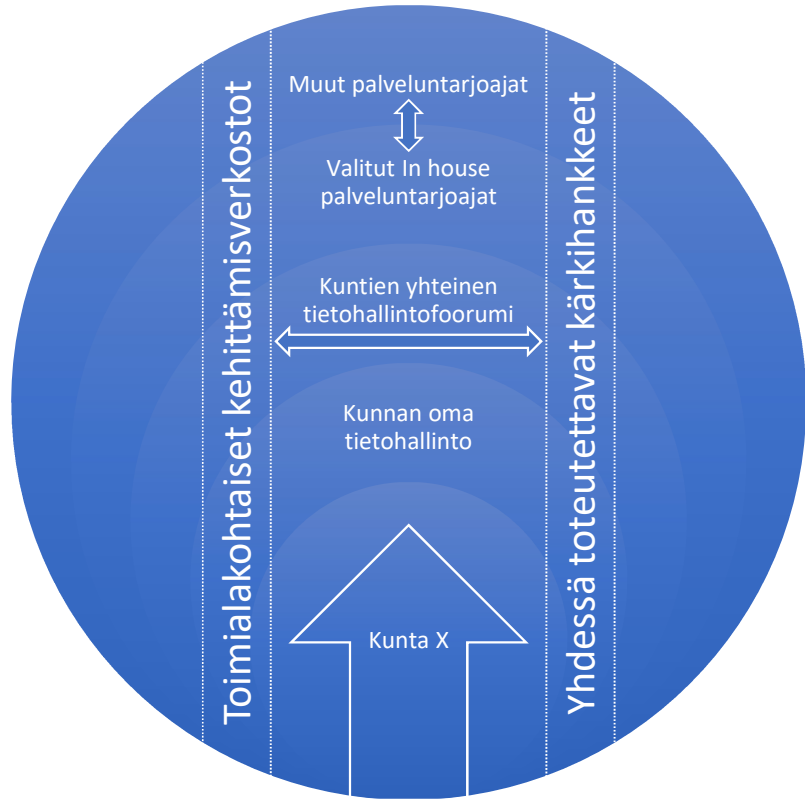 Muut palveluntarjoajat
Valitut In house
palveluntarjoajat
Kuntien yhteinen
tietohallintofoorumi
Kunnan oma
tietohallinto
Kunta X
Toimialakohtaiset kehittämisverkostot
Yhdessä toteutettavat kärkihankkeet